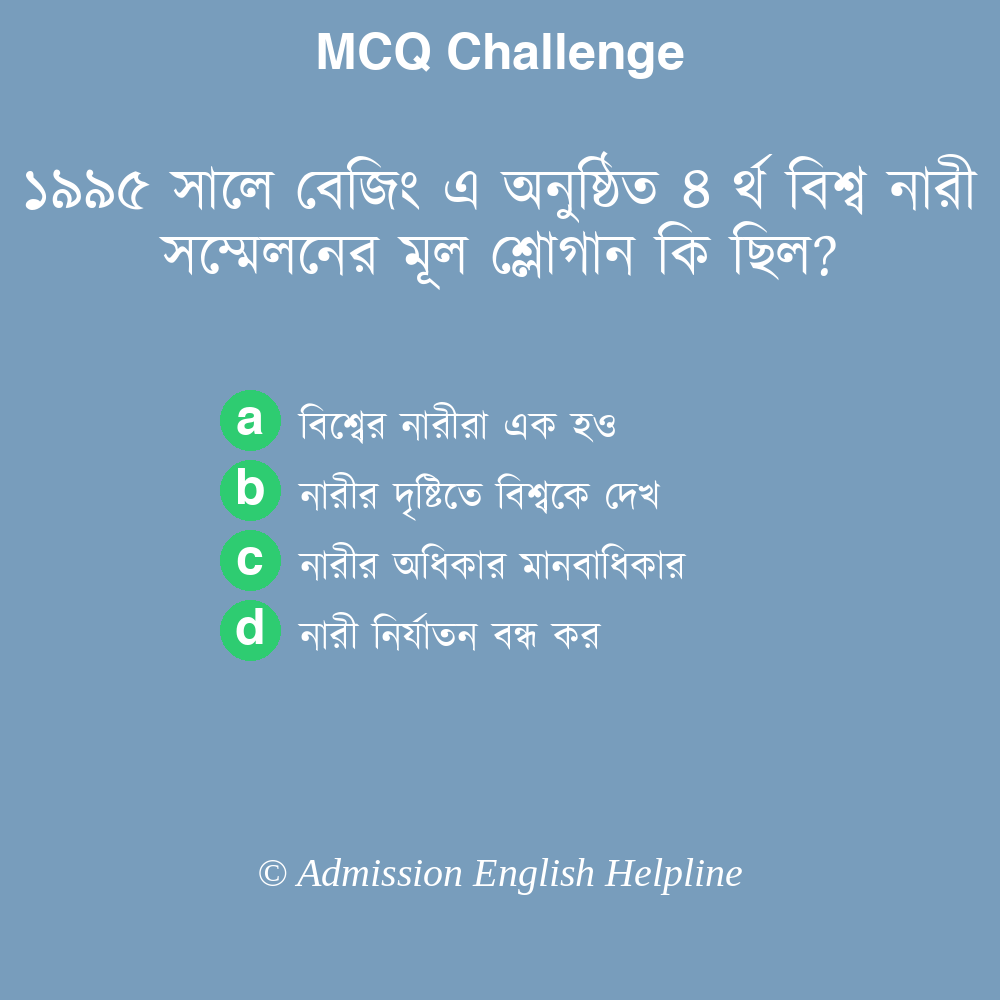 MCQ Challenge
১৯৯৫ সালে বেজিং এ অনুষ্ঠিত ৪ র্থ বিশ্ব নারী
সম্মেলনের মূল শ্লোগান কি ছিল?
a বিশ্বের নারীরা এক হও
b নারীর দৃষ্টিতে বিশ্বকে দেখ
c নারীর অধিকার মানবাধিকার
d নারী নির্যাতন বন্ধ কর
© Admission English Helpline